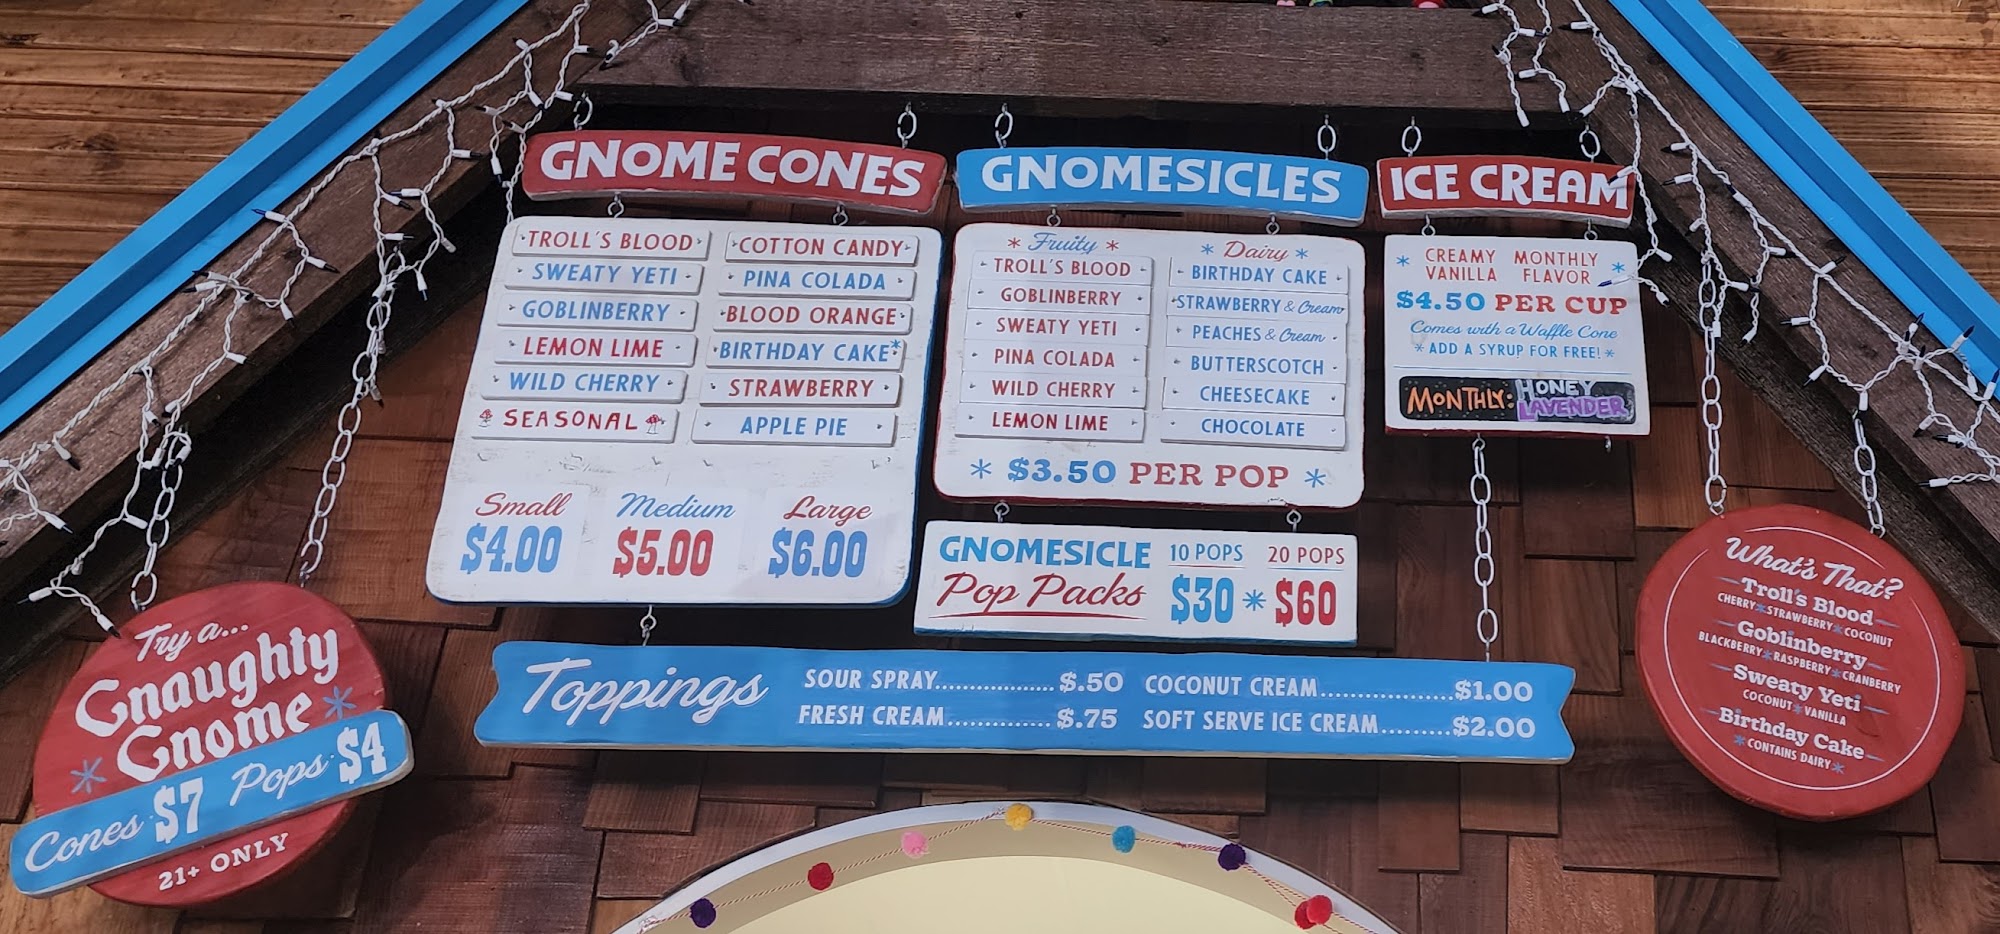 GNOME CONES
TROLL'S BLOOD
SWEATY YETI
GOBLINBERRY
LEMON LIME
WILD CHERRY
SEASONAL
COTTON CANDY
PINA COLADA
BLOOD ORANGE
BIRTHDAY CAKE*
STRAWBERRY
APPLE PIE
Small Medium Large
$4.00 $5.00 $6.00
GNOMESICLES
* Fruity *
TROLL'S BLOOD
GOBLINBERRY
SWEATY YETI
PINA COLADA
WILD CHERRY
LEMON LIME
* Dairy *
BIRTHDAY CAKE
STRAWBERRY & Cream
PEACHES & Cream
BUTTERSCOTCH
CHEESECAKE
CHOCOLATE
* $3.50 PER POP *
GNOMESICLE
Pop Packs
10 POPS 20 POPS
$30 * $60
ICE CREAM
* CREAMY MONTHLY *
VANILLA FLAVOR
$4.50 PER CUP
Comes with a Waffle Cone
* ADD A SYRUP FOR FREE! *
MONTHLY: HONEY
LAVENDER
Toppings
SOUR SPRAY................... $.50
FRESH CREAM............... $.75
COCONUT CREAM...................$1.00
SOFT SERVE ICE CREAM.........$2.00
Try a...
Gnaughty
Gnome
Cones $7 Pops $4
21+ ONLY
What's That?
Troll's Blood
CHERRY * STRAWBERRY * COCONUT
Goblinberry
BLACKBERRY * RASPBERRY * CRANBERRY
Sweaty Yeti
COCONUT * VANILLA
Birthday Cake
* CONTAINS DAIRY *